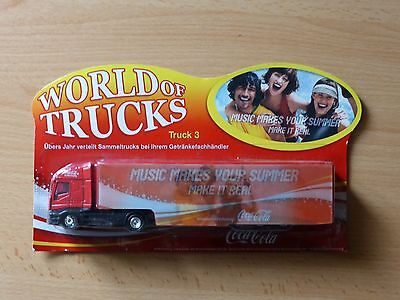 WORLD OF
TRUCKS
Truck 3
Übers Jahr verteilt Sammeltrucks bei Ihrem Getränkefachhändler
MUSIC MAKES YOUR SUMMER
MAKE IT REAL
MUSIC MAKES YOUR SUMMER
MAKE IT REAL
Coca-Cola
Coca-Cola